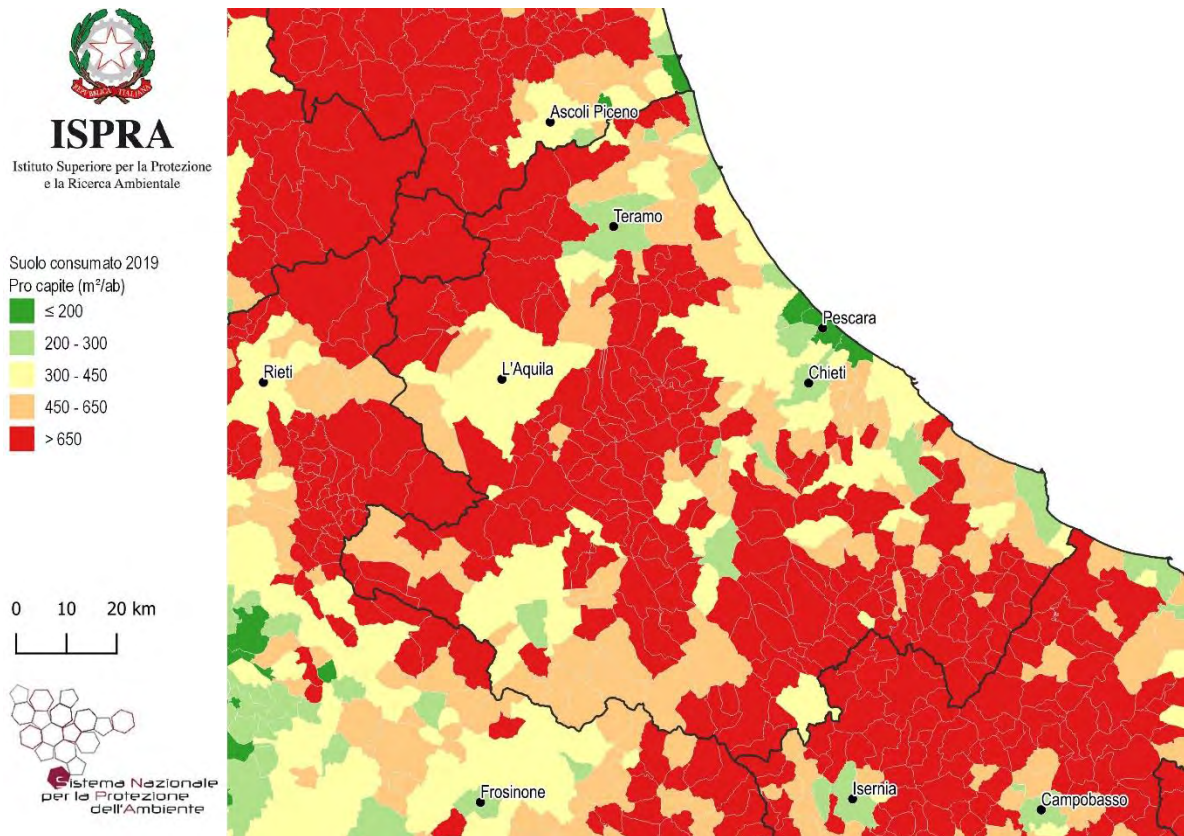 REPVBBLICA ITALIANA
ISPRA
Istituto Superiore per la Protezione
e la Ricerca Ambientale
Suolo consumato 2019
Pro capite (m²/ab)
≤ 200
200 - 300
300 - 450
450 - 650
> 650
0 10 20 km
Sistema Nazionale
per la Protezione
dell'Ambiente
Ascoli Piceno
Teramo
Pescara
Rieti
L'Aquila
Chieti
Frosinone
Isernia
Campobasso